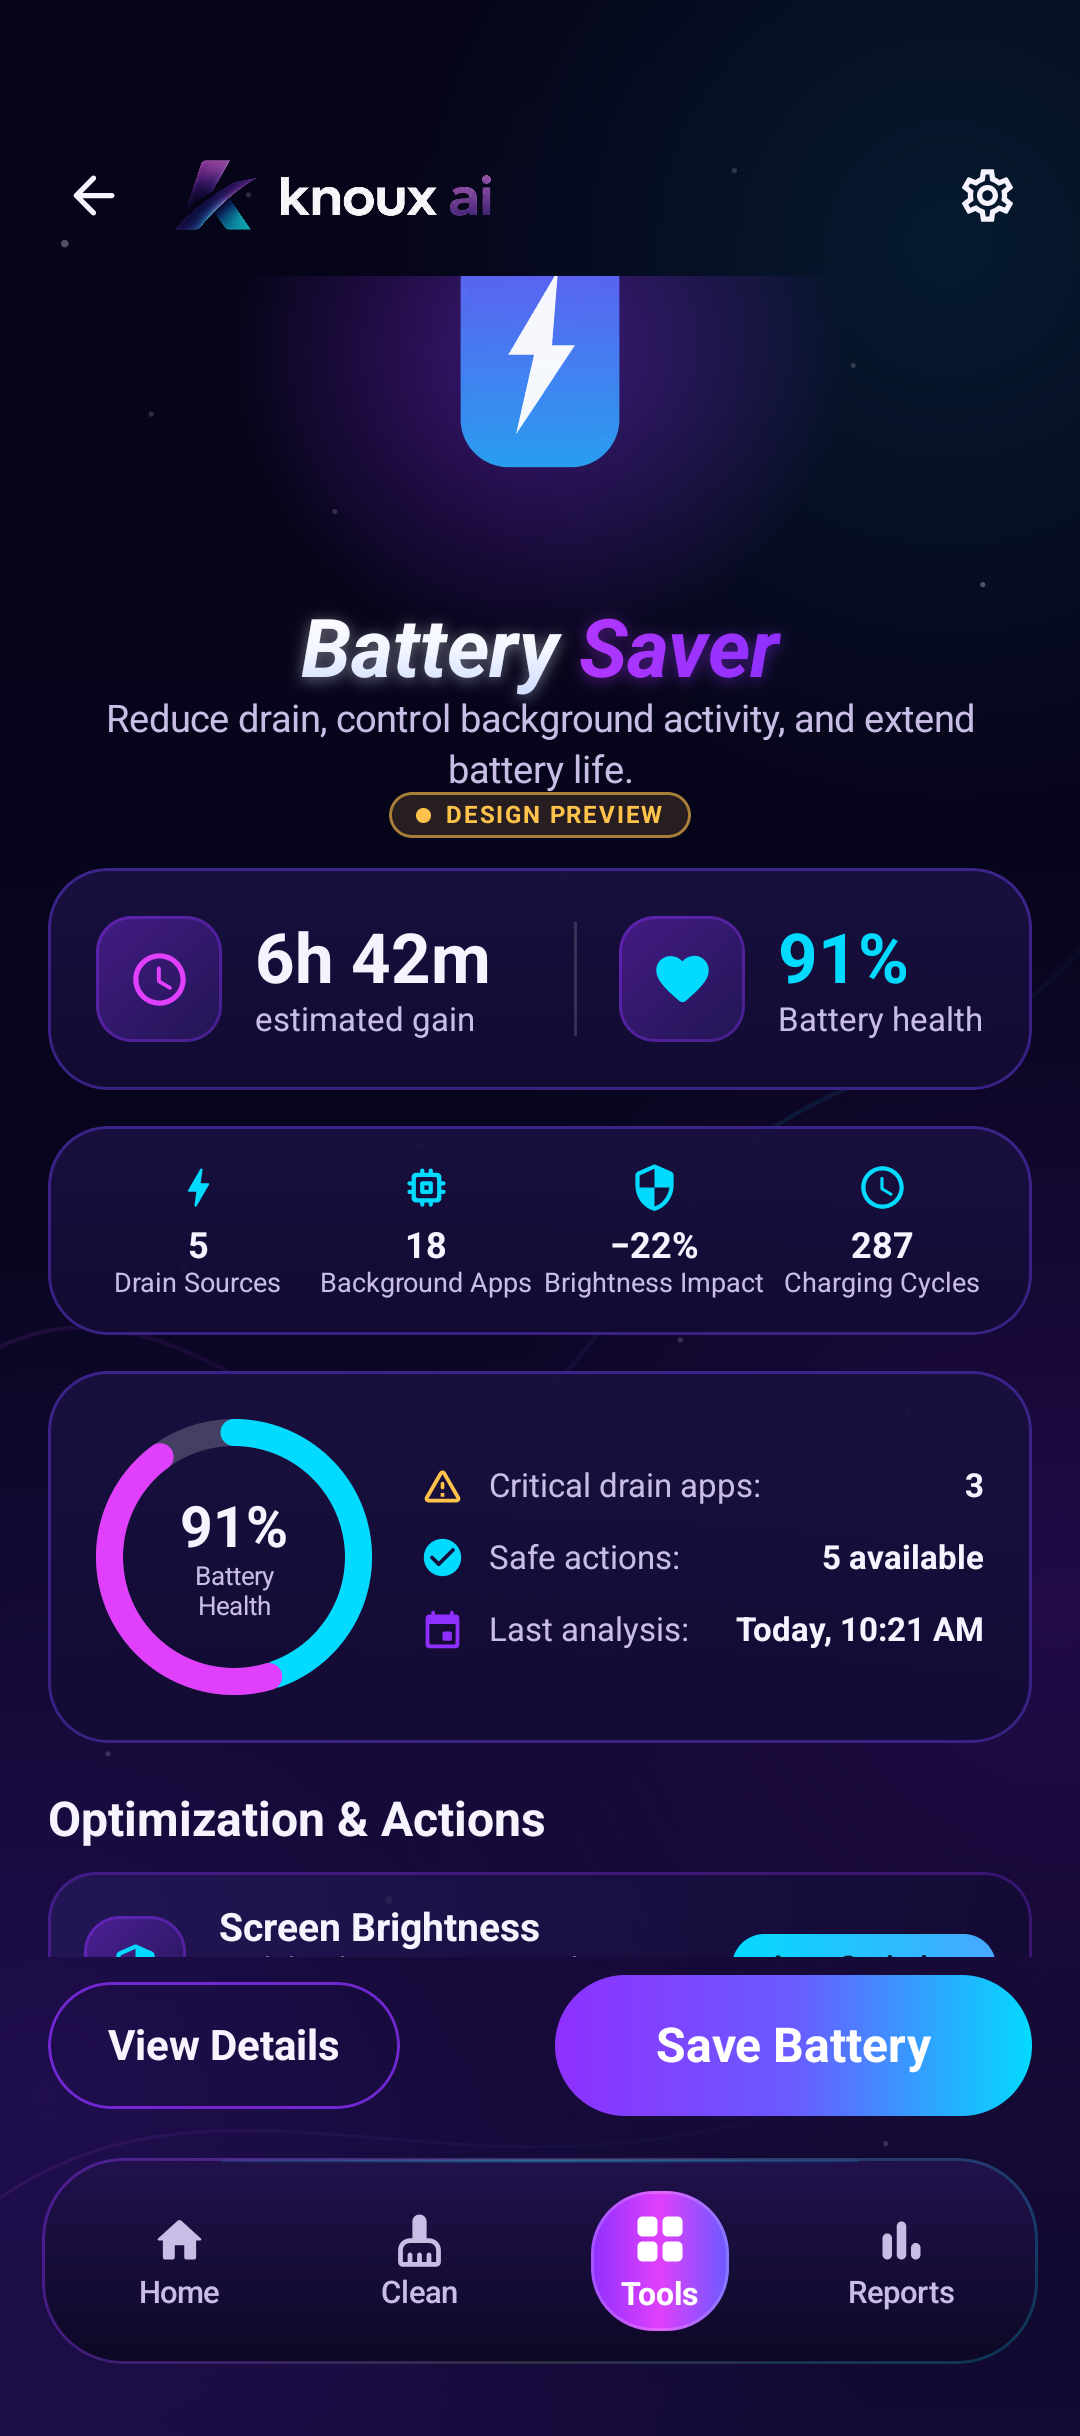 knoux ai
Battery Saver
Reduce drain, control background activity, and extend
battery life.
DESIGN PREVIEW
6h 42m
estimated gain
91%
Battery health
5
Drain Sources
18
Background Apps
−22%
Brightness Impact
287
Charging Cycles
91%
Battery
Health
Critical drain apps: 3
Safe actions: 5 available
Last analysis: Today, 10:21 AM
Optimization & Actions
Screen Brightness
View Details
Save Battery
Home
Clean
Tools
Reports